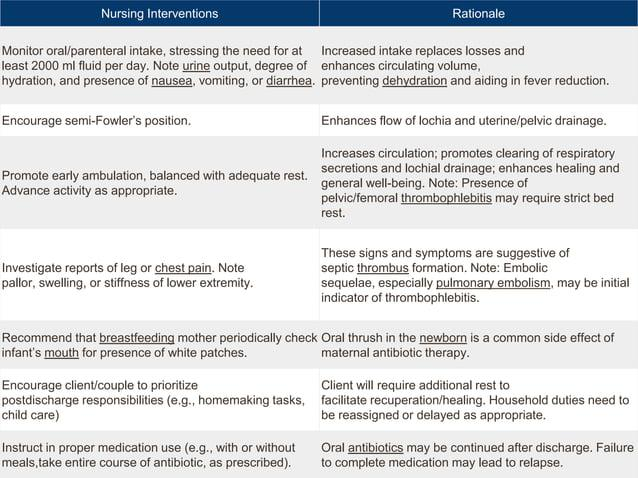 Nursing Interventions
Rationale
Monitor oral/parenteral intake, stressing the need for at
least 2000 ml fluid per day. Note urine output, degree of
hydration, and presence of nausea, vomiting, or diarrhea.
Increased intake replaces losses and
enhances circulating volume,
preventing dehydration and aiding in fever reduction.
Encourage semi-Fowler’s position.
Enhances flow of lochia and uterine/pelvic drainage.
Promote early ambulation, balanced with adequate rest.
Advance activity as appropriate.
Increases circulation; promotes clearing of respiratory
secretions and lochial drainage; enhances healing and
general well-being. Note: Presence of
pelvic/femoral thrombophlebitis may require strict bed
rest.
Investigate reports of leg or chest pain. Note
pallor, swelling, or stiffness of lower extremity.
These signs and symptoms are suggestive of
septic thrombus formation. Note: Embolic
sequelae, especially pulmonary embolism, may be initial
indicator of thrombophlebitis.
Recommend that breastfeeding mother periodically check
infant’s mouth for presence of white patches.
Oral thrush in the newborn is a common side effect of
maternal antibiotic therapy.
Encourage client/couple to prioritize
postdischarge responsibilities (e.g., homemaking tasks,
child care)
Client will require additional rest to
facilitate recuperation/healing. Household duties need to
be reassigned or delayed as appropriate.
Instruct in proper medication use (e.g., with or without
meals,take entire course of antibiotic, as prescribed).
Oral antibiotics may be continued after discharge. Failure
to complete medication may lead to relapse.